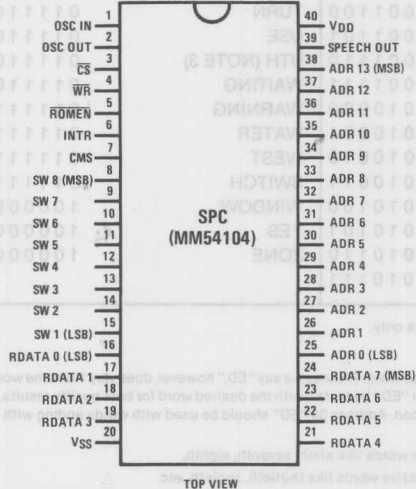 1
OSC IN
2
OSC OUT
3
C̅S̅
4
W̅R̅
5
R̅O̅M̅E̅N̅
6
INTR
7
CMS
8
SW 8 (MSB)
9
SW 7
10
SW 6
11
SW 5
12
SW 4
13
SW 3
14
SW 2
15
SW 1 (LSB)
16
RDATA 0 (LSB)
17
RDATA 1
18
RDATA 2
19
RDATA 3
20
VSS
SPC
(MM54104)
40
VDD
39
SPEECH OUT
38
ADR 13 (MSB)
37
ADR 12
36
ADR 11
35
ADR 10
34
ADR 9
33
ADR 8
32
ADR 7
31
ADR 6
30
ADR 5
29
ADR 4
28
ADR 3
27
ADR 2
26
ADR 1
25
ADR 0 (LSB)
24
RDATA 7 (MSB)
23
RDATA 6
22
RDATA 5
21
RDATA 4
TOP VIEW